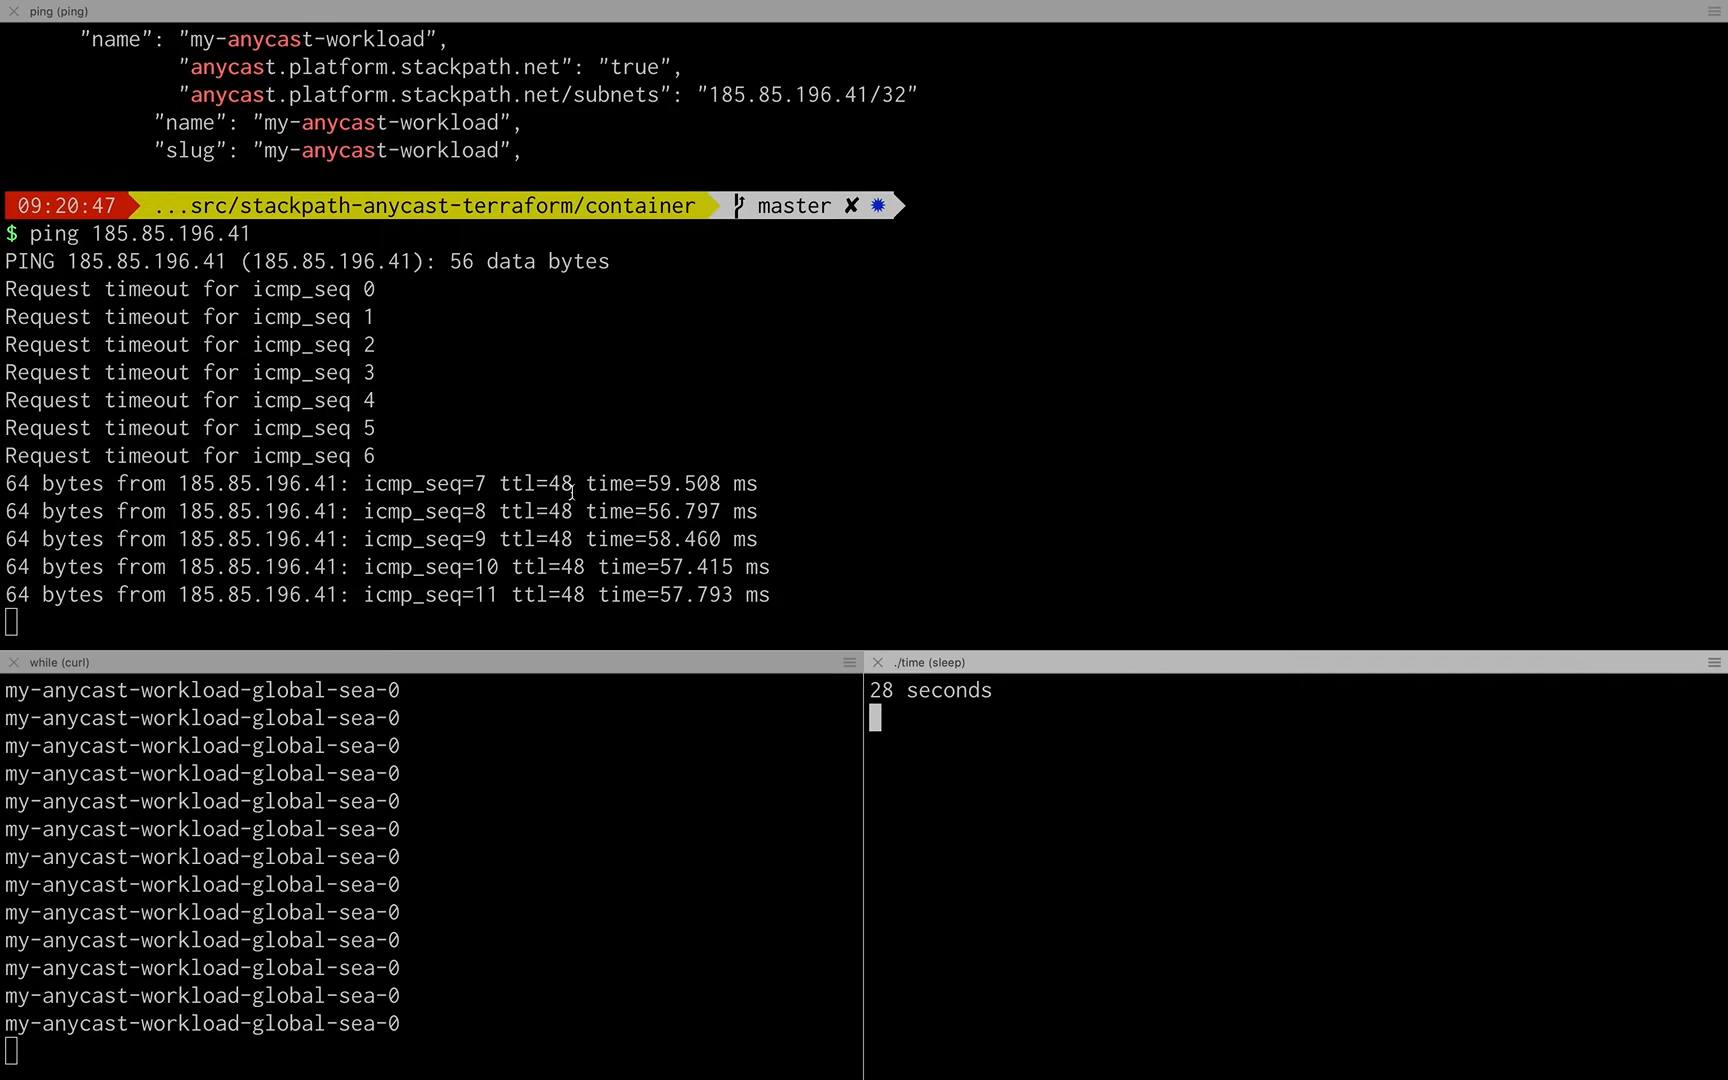 ping (ping)
"name": "my-anycast-workload",
"anycast.platform.stackpath.net": "true",
"anycast.platform.stackpath.net/subnets": "185.85.196.41/32"
"name": "my-anycast-workload",
"slug": "my-anycast-workload",
09:20:47 ...src/stackpath-anycast-terraform/container master ✘ ✹
$ ping 185.85.196.41
PING 185.85.196.41 (185.85.196.41): 56 data bytes
Request timeout for icmp_seq 0
Request timeout for icmp_seq 1
Request timeout for icmp_seq 2
Request timeout for icmp_seq 3
Request timeout for icmp_seq 4
Request timeout for icmp_seq 5
Request timeout for icmp_seq 6
64 bytes from 185.85.196.41: icmp_seq=7 ttl=48 time=59.508 ms
64 bytes from 185.85.196.41: icmp_seq=8 ttl=48 time=56.797 ms
64 bytes from 185.85.196.41: icmp_seq=9 ttl=48 time=58.460 ms
64 bytes from 185.85.196.41: icmp_seq=10 ttl=48 time=57.415 ms
64 bytes from 185.85.196.41: icmp_seq=11 ttl=48 time=57.793 ms
while (curl)
my-anycast-workload-global-sea-0
my-anycast-workload-global-sea-0
my-anycast-workload-global-sea-0
my-anycast-workload-global-sea-0
my-anycast-workload-global-sea-0
my-anycast-workload-global-sea-0
my-anycast-workload-global-sea-0
my-anycast-workload-global-sea-0
my-anycast-workload-global-sea-0
my-anycast-workload-global-sea-0
my-anycast-workload-global-sea-0
my-anycast-workload-global-sea-0
my-anycast-workload-global-sea-0
./time (sleep)
28 seconds